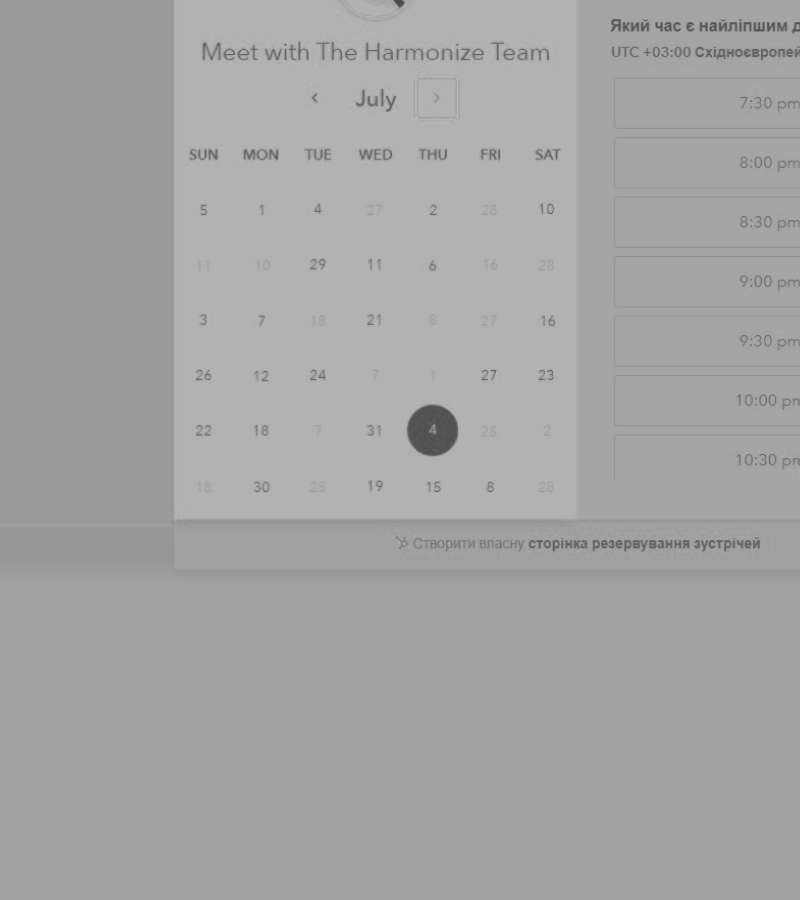 Meet with The Harmonize Team
July
SUN MON TUE WED THU FRI SAT
5 1 4 27 2 28 10
11 10 29 11 6 16 28
3 7 18 21 8 27 16
26 12 24 7 1 27 23
22 18 7 31 4 25 2
18 30 25 19 15 8 28
Який час є найліпшим
UTC +03:00 Східноєвропей
7:30 pm
8:00 pm
8:30 pm
9:00 pm
9:30 pm
10:00 pm
10:30 pm
Створити власну сторінка резервування зустрічей